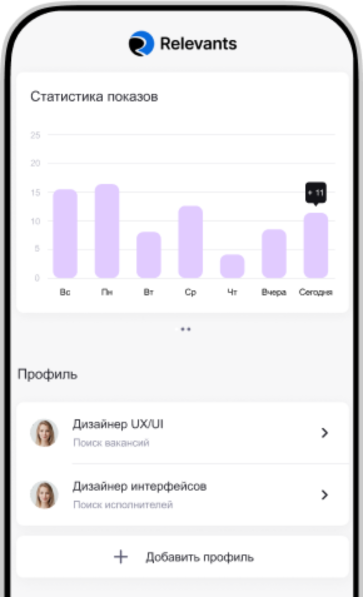 Relevants
Статистика показов
25
20
15
10
5
0
+ 11
Вс Пн Вт Ср Чт Вчера Сегодня
Профиль
Дизайнер UX/UI
Поиск вакансий
Дизайнер интерфейсов
Поиск исполнителей
+ Добавить профиль